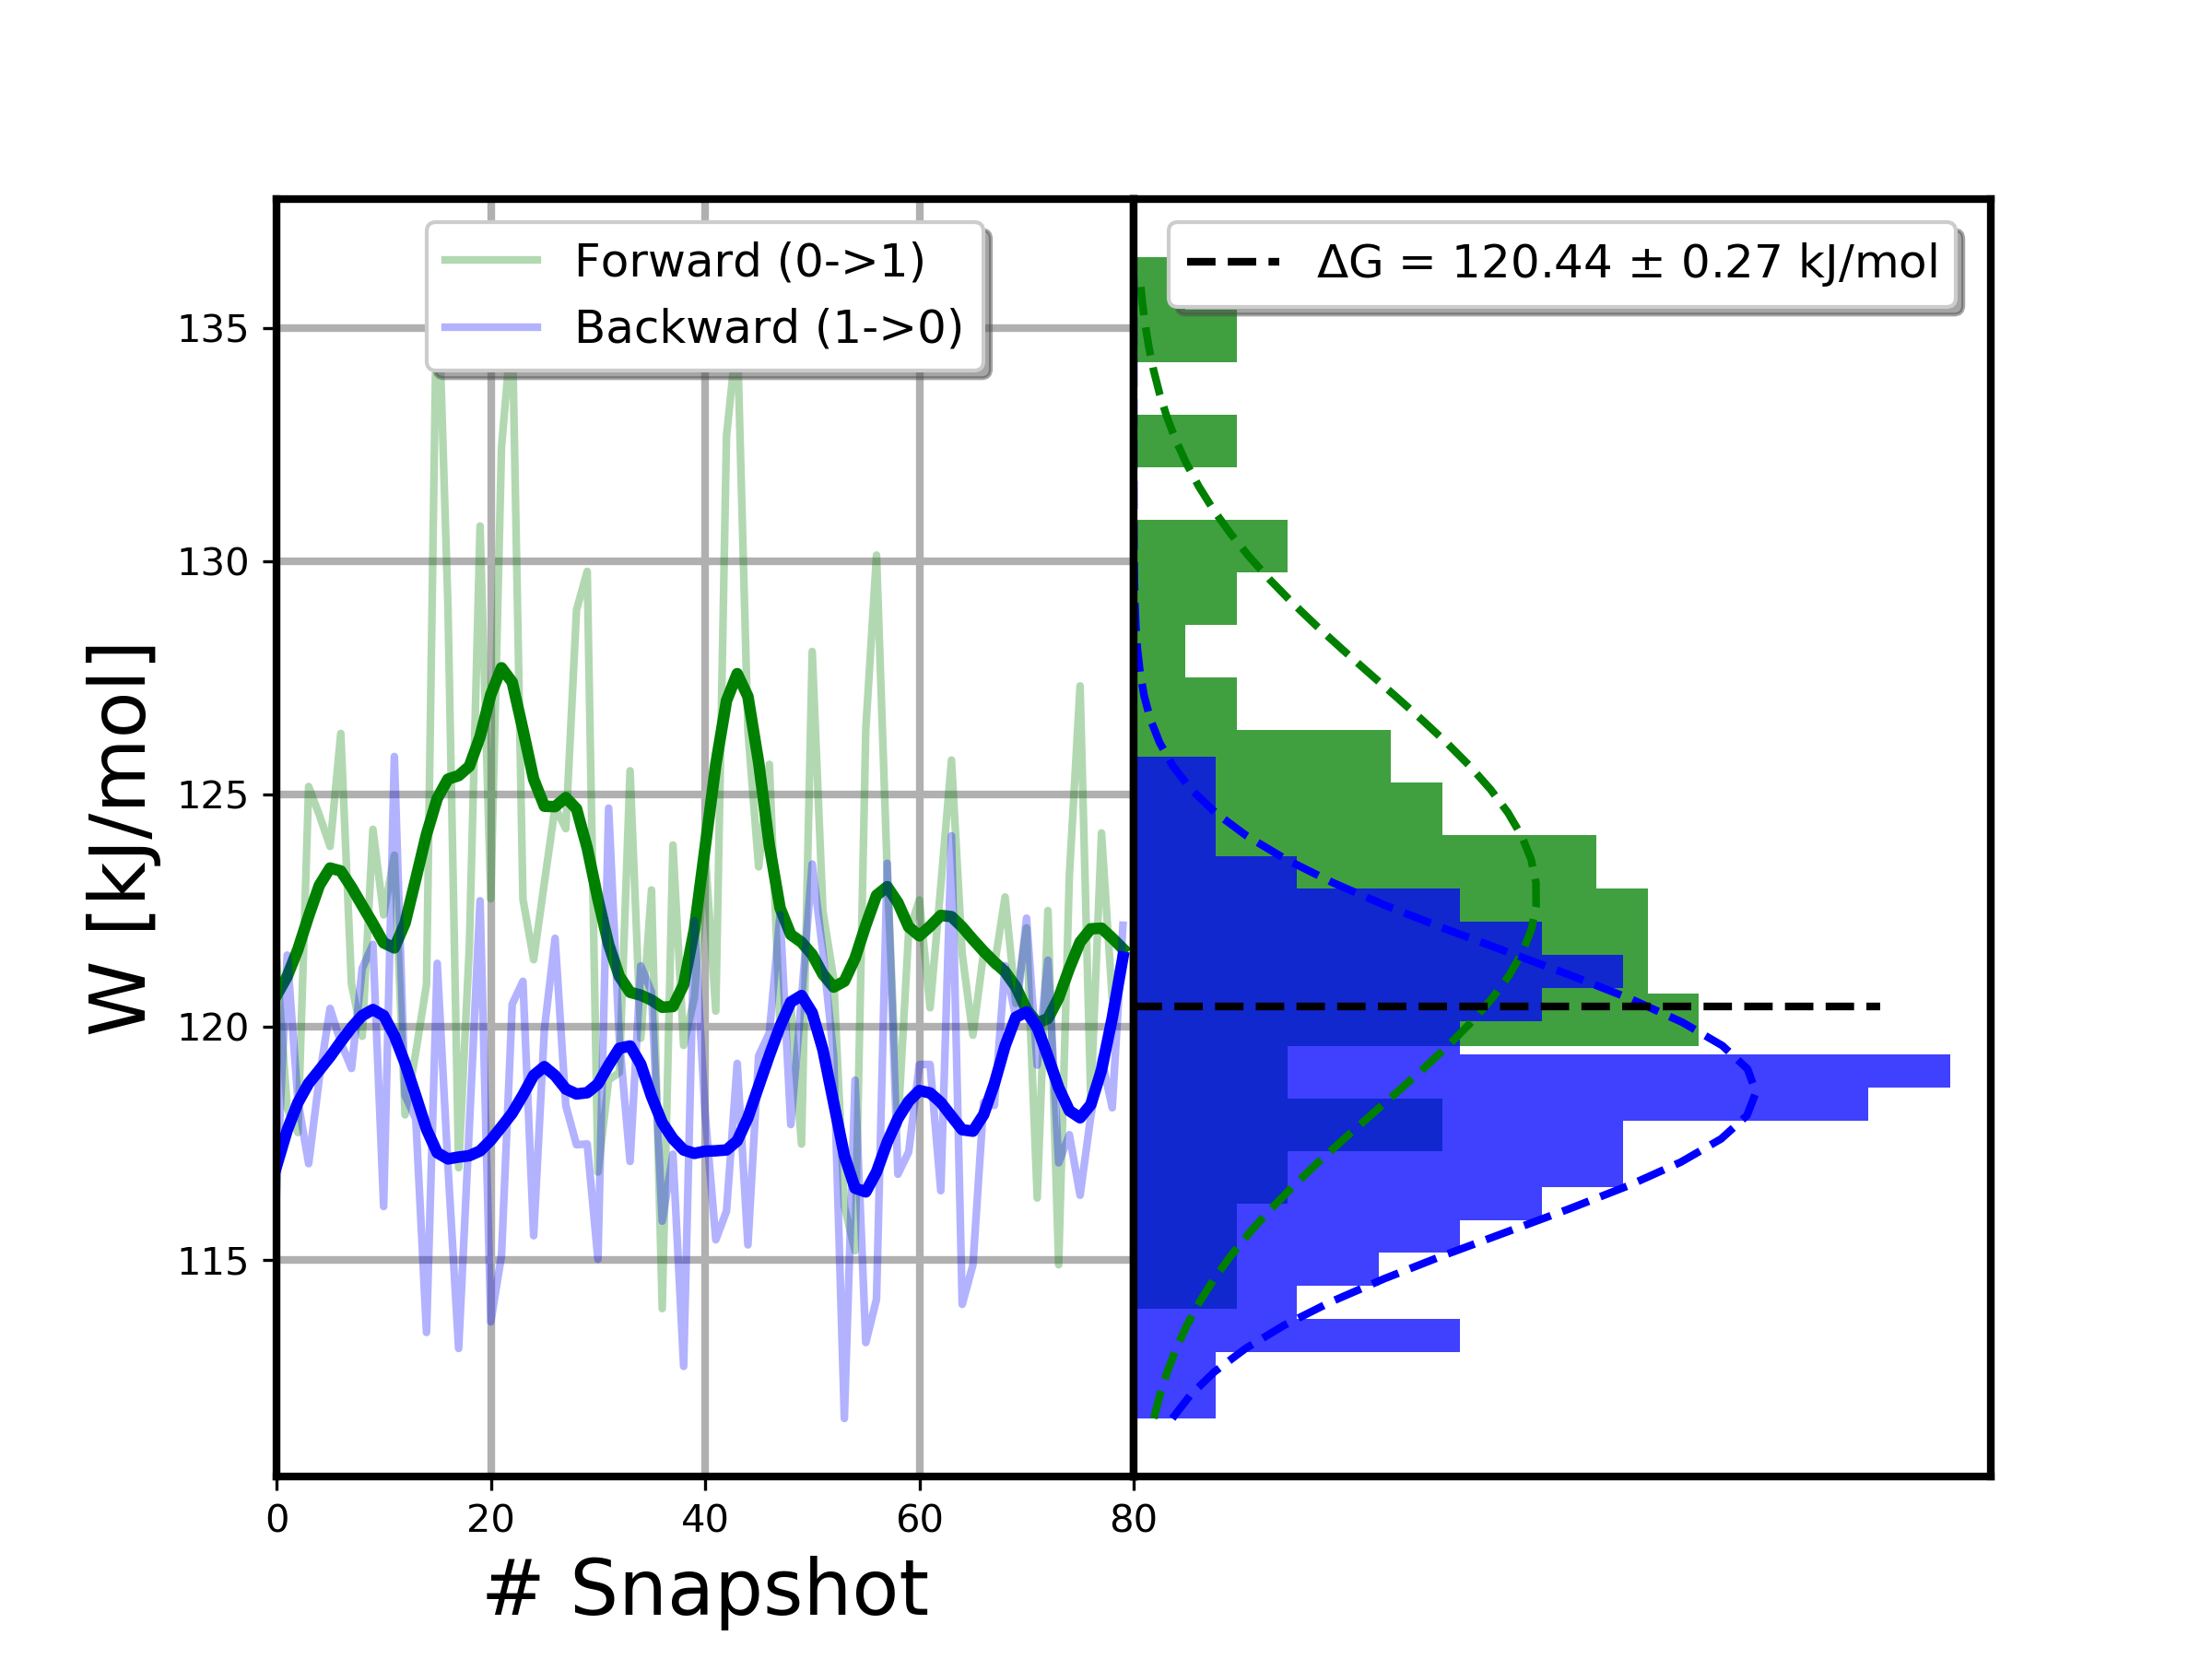 Forward (0->1)
Backward (1->0)
ΔG = 120.44 ± 0.27 kJ/mol
W [kJ/mol]
135
130
125
120
115
0 20 40 60 80
# Snapshot